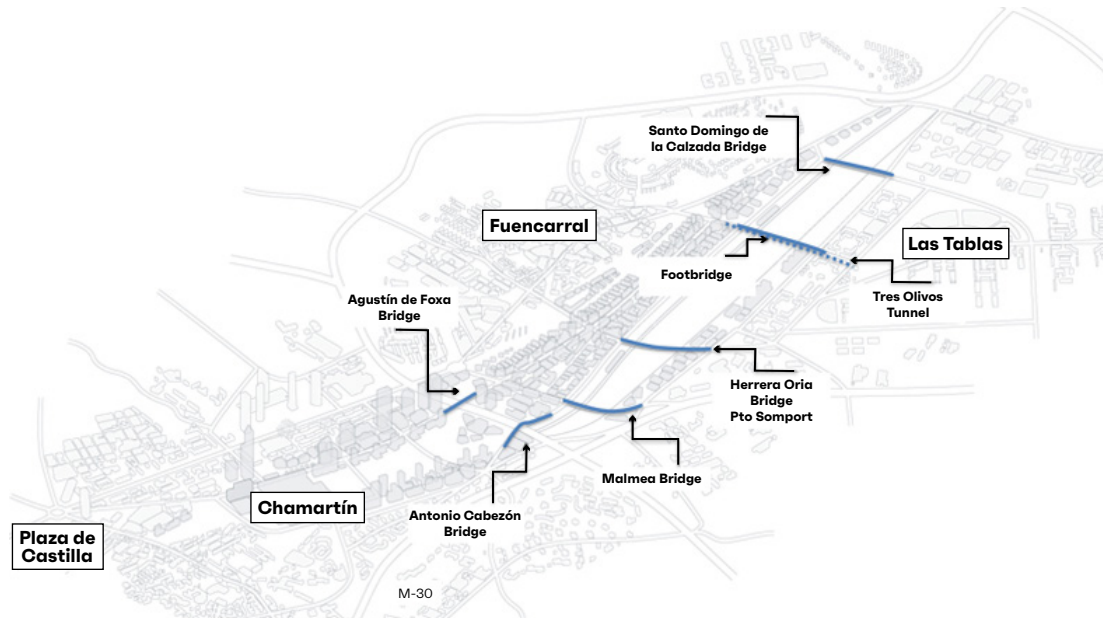 Santo Domingo de
la Calzada Bridge
Fuencarral
Las Tablas
Footbridge
Tres Olivos
Tunnel
Agustín de Foxa
Bridge
Herrera Oria
Bridge
Pto Somport
Malmea Bridge
Chamartín
Antonio Cabezón
Bridge
Plaza de
Castilla
M-30